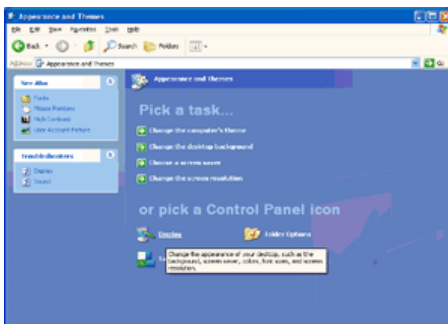 Appearance and Themes
File Edit View Favorites Tools Help
Back Search Folders
Address Appearance and Themes Go
See Also
Fonts
Mouse Pointers
High Contrast
User Account Picture
Troubleshooters
Display
Sound
Appearance and Themes
Pick a task...
Change the computer's theme
Change the desktop background
Choose a screen saver
Change the screen resolution
or pick a Control Panel icon
Display Folder Options
Change the appearance of your desktop, such as the
background, screen saver, colors, font sizes, and screen
resolution.